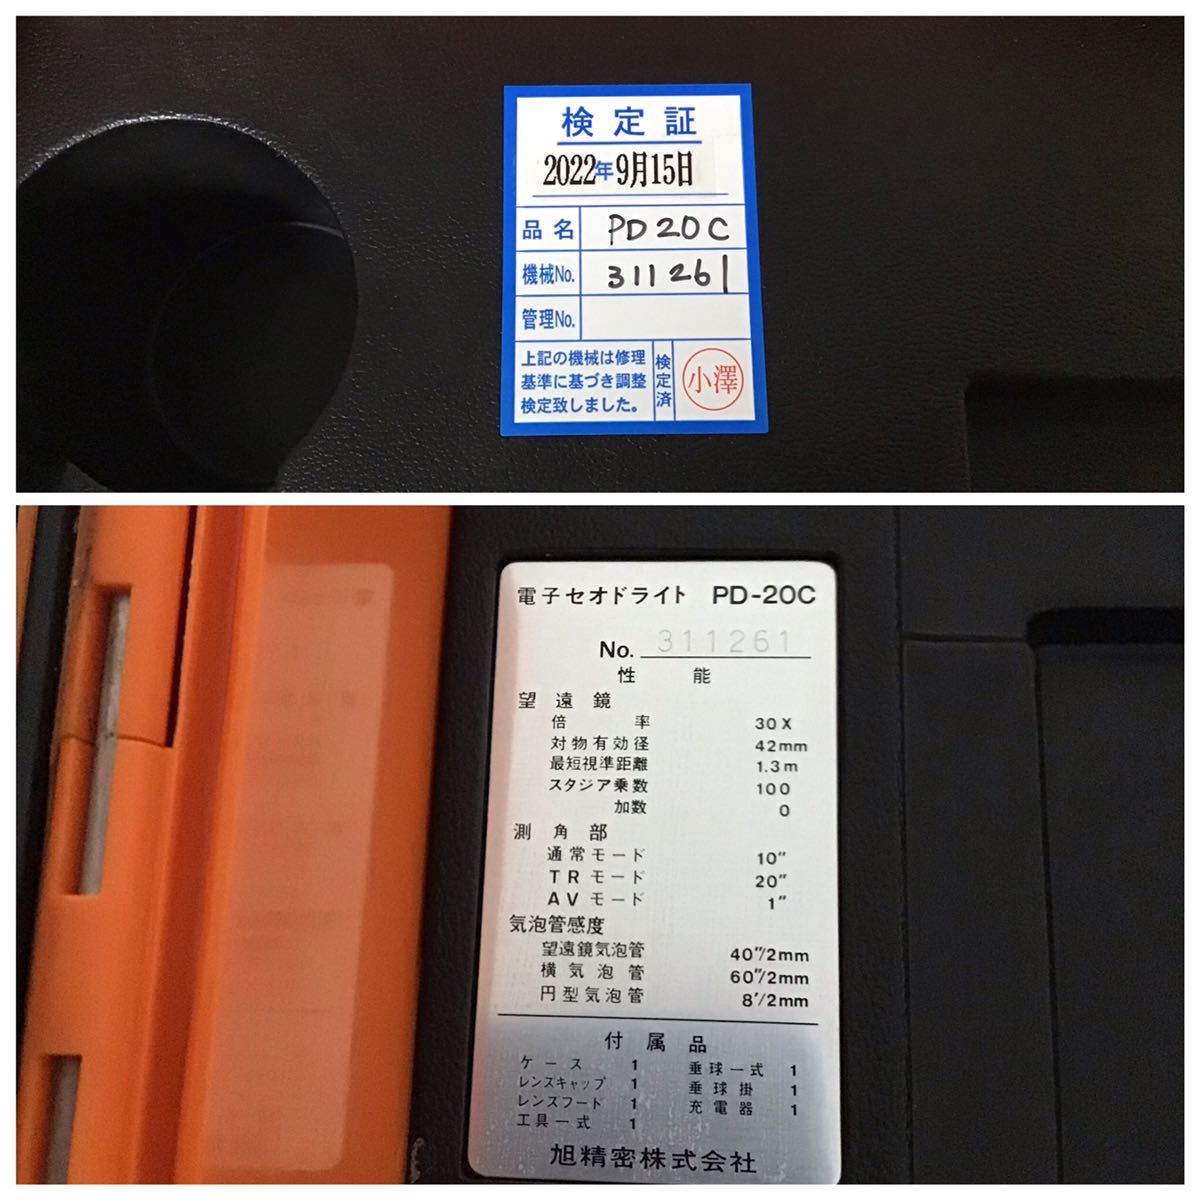 検定証
2022年9月15日
品名 PD20C
機械No. 311261
管理No.
上記の機械は修理
基準に基づき調整
検定致しました。
検定済
小澤
電子セオドライト PD-20C
No. 311261
性能
望遠鏡
倍率 30X
対物有効径 42mm
最短視準距離 1.3m
スタジア乗数 100
加数 0
測角部
通常モード 10″
TRモード 20″
AVモード 1″
気泡管感度
望遠鏡気泡管 40″/2mm
横気泡管 60″/2mm
円型気泡管 8′/2mm
付属品
ケース 1 垂球一式 1
レンズキャップ 1 垂球掛 1
レンズフード 1 充電器 1
工具一式 1
旭精密株式会社